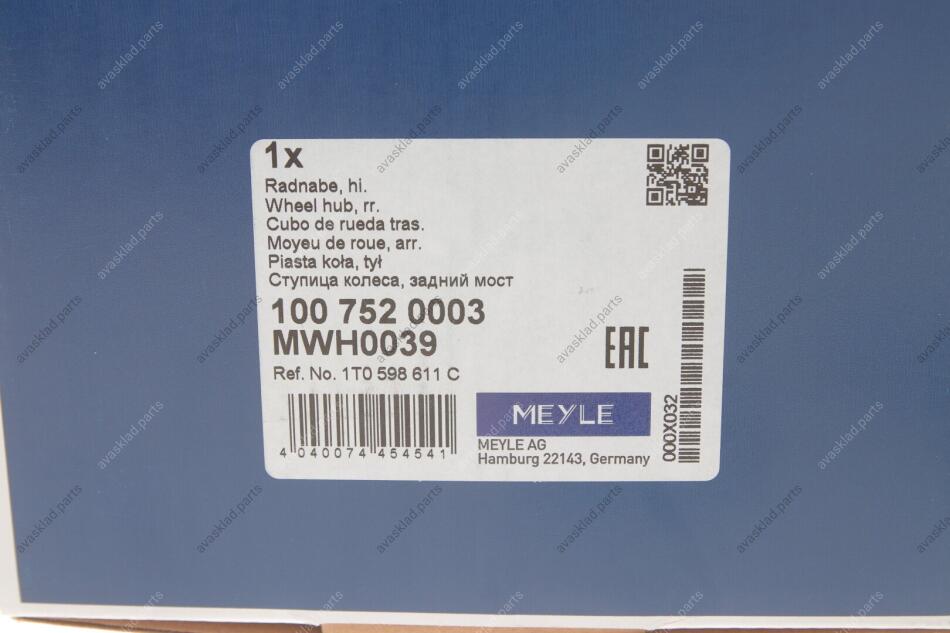 1x
Radnabe, hi.
Wheel hub, rr.
Cubo de rueda tras.
Moyeu de roue, arr.
Piasta koła, tył
Ступица колеса, задний мост
100 752 0003
MWH0039
Ref. No. 1T0 598 611 C
EAC
4 040074 454541
MEYLE
MEYLE AG
Hamburg 22143, Germany
000X032
avasklad.parts